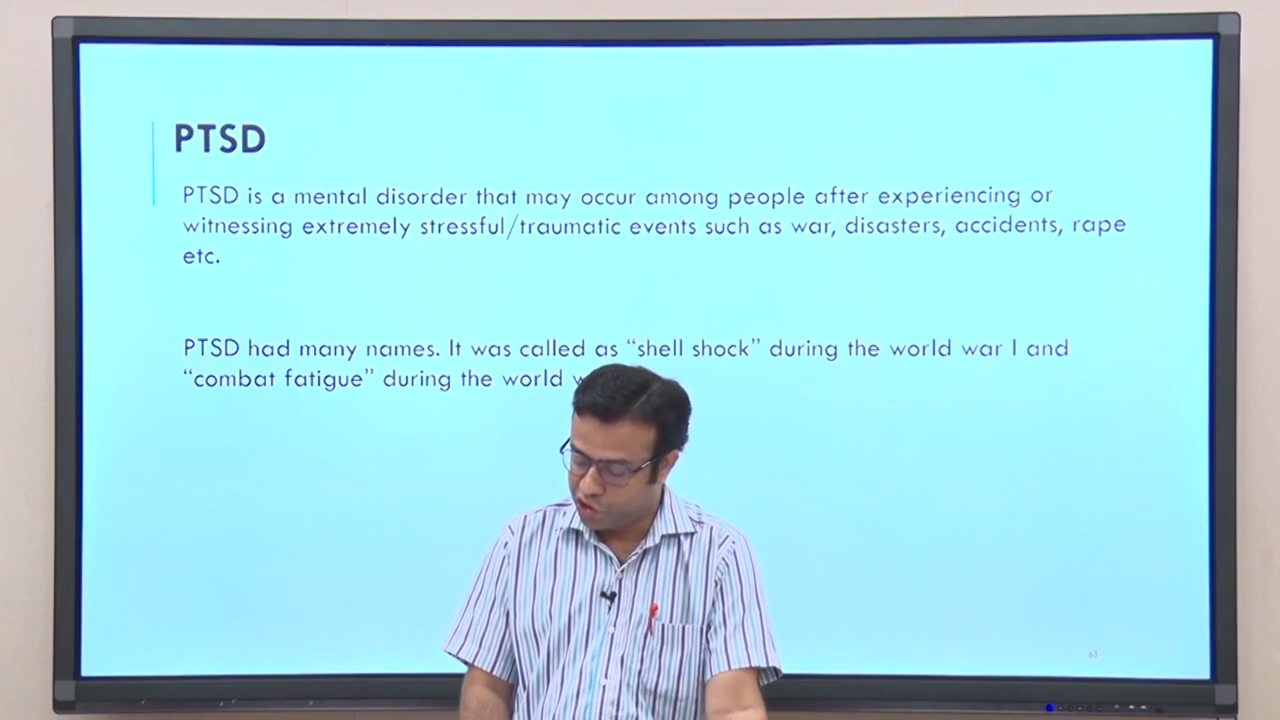 PTSD
PTSD is a mental disorder that may occur among people after experiencing or
witnessing extremely stressful/traumatic events such as war, disasters, accidents, rape
etc.
PTSD had many names. It was called as “shell shock” during the world war I and
“combat fatigue” during the world